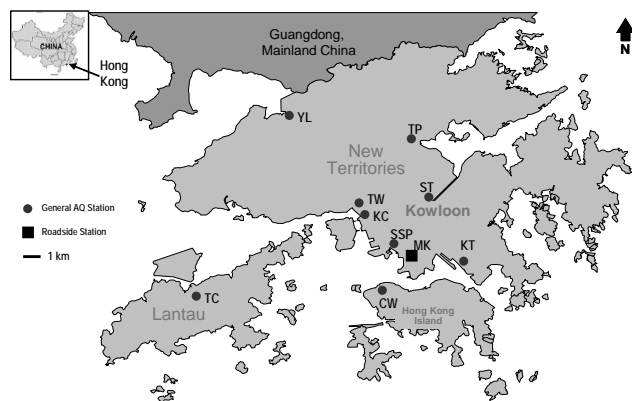 Guangdong,
Mainland China
CHINA
Hong
Kong
N
YL
TP
New
Territories
ST
TW
Kowloon
KC
General AQ Station
Roadside Station
1 km
SSP
MK
KT
TC
CW
Lantau
Hong Kong
Island